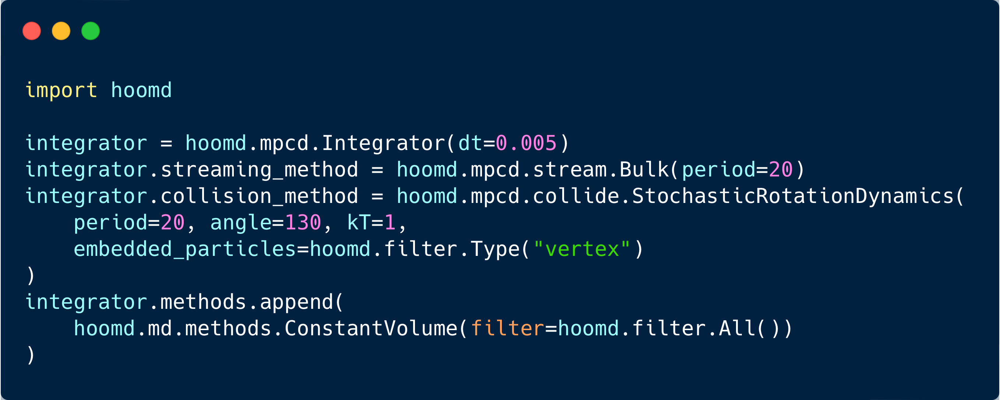 import hoomd

integrator = hoomd.mpcd.Integrator(dt=0.005)
integrator.streaming_method = hoomd.mpcd.stream.Bulk(period=20)
integrator.collision_method = hoomd.mpcd.collide.StochasticRotationDynamics(
    period=20, angle=130, kT=1,
    embedded_particles=hoomd.filter.Type("vertex")
)
integrator.methods.append(
    hoomd.md.methods.ConstantVolume(filter=hoomd.filter.All())
)